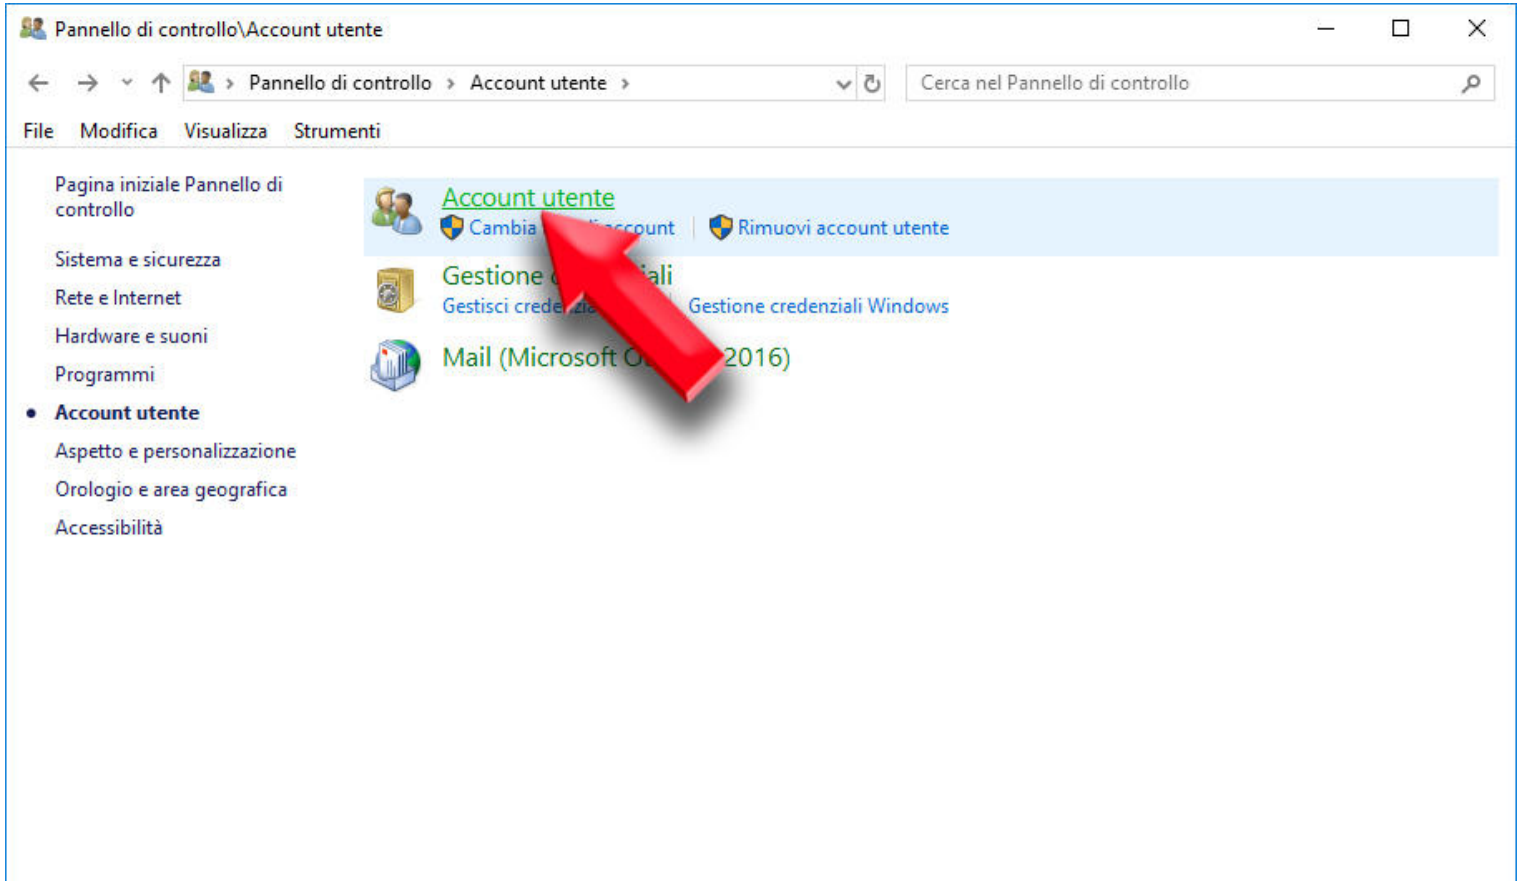 Pannello di controllo\Account utente
Pannello di controllo > Account utente >
Cerca nel Pannello di controllo
File Modifica Visualizza Strumenti
Pagina iniziale Pannello di
controllo
Sistema e sicurezza
Rete e Internet
Hardware e suoni
Programmi
Account utente
Aspetto e personalizzazione
Orologio e area geografica
Accessibilità
Account utente
Cambia account Rimuovi account utente
Gestione
Gestisci Gestione credenziali Windows
Mail (Microsoft 2016)